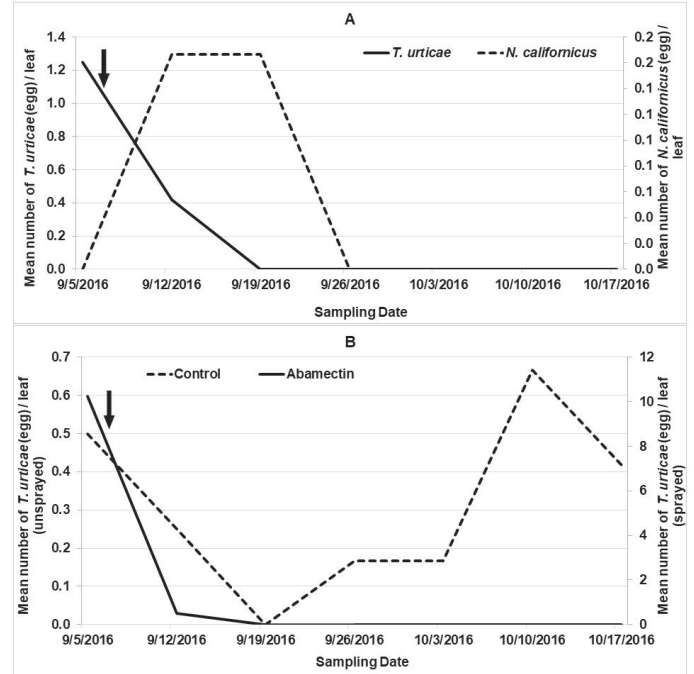 A
T. urticae
N. californicus
Mean number of T. urticae (egg) / leaf
1.4
1.2
1.0
0.8
0.6
0.4
0.2
0.0
Mean number of N. californicus (egg) /
leaf
0.2
0.2
0.1
0.1
0.1
0.1
0.1
0.0
0.0
0.0
9/5/2016 9/12/2016 9/19/2016 9/26/2016 10/3/2016 10/10/2016 10/17/2016
Sampling Date
B
Control
Abamectin
Mean number of T. urticae (egg) / leaf
(unsprayed)
0.7
0.6
0.5
0.4
0.3
0.2
0.1
0.0
Mean number of T. urticae (egg) / leaf
(sprayed)
12
10
8
6
4
2
0
9/5/2016 9/12/2016 9/19/2016 9/26/2016 10/3/2016 10/10/2016 10/17/2016
Sampling Date